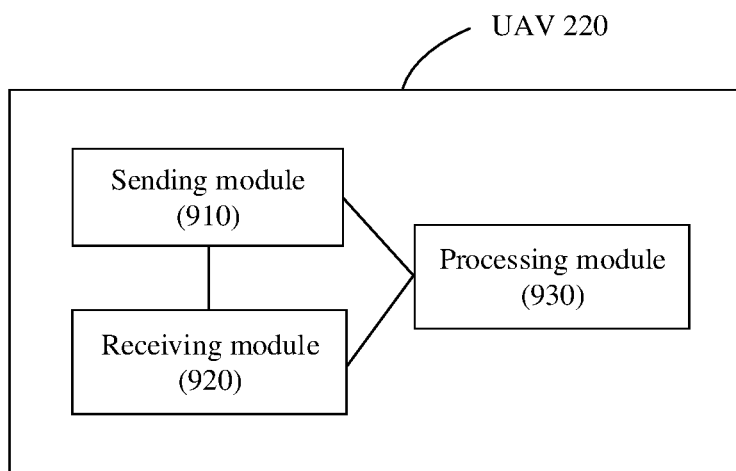 UAV 220
Sending module
(910)
Processing module
(930)
Receiving module
(920)